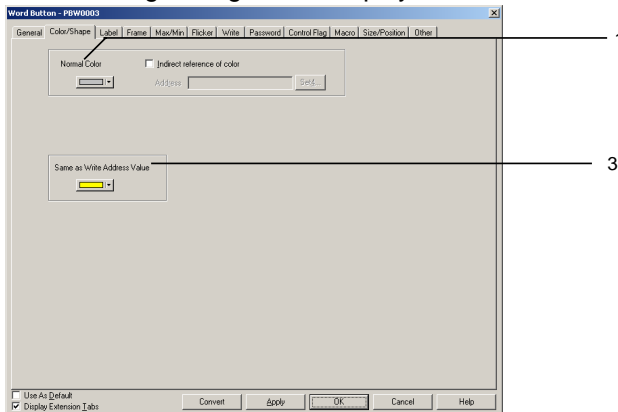 Word Button - PBW0003
General Color/Shape Label Frame Max/Min Flicker Write Password Control Flag Macro Size/Position Other
Normal Color
Indirect reference of color
Address
Set4...
Same as Write Address Value
3
Use As Default
Display Extension Tabs
Convert Apply OK Cancel Help